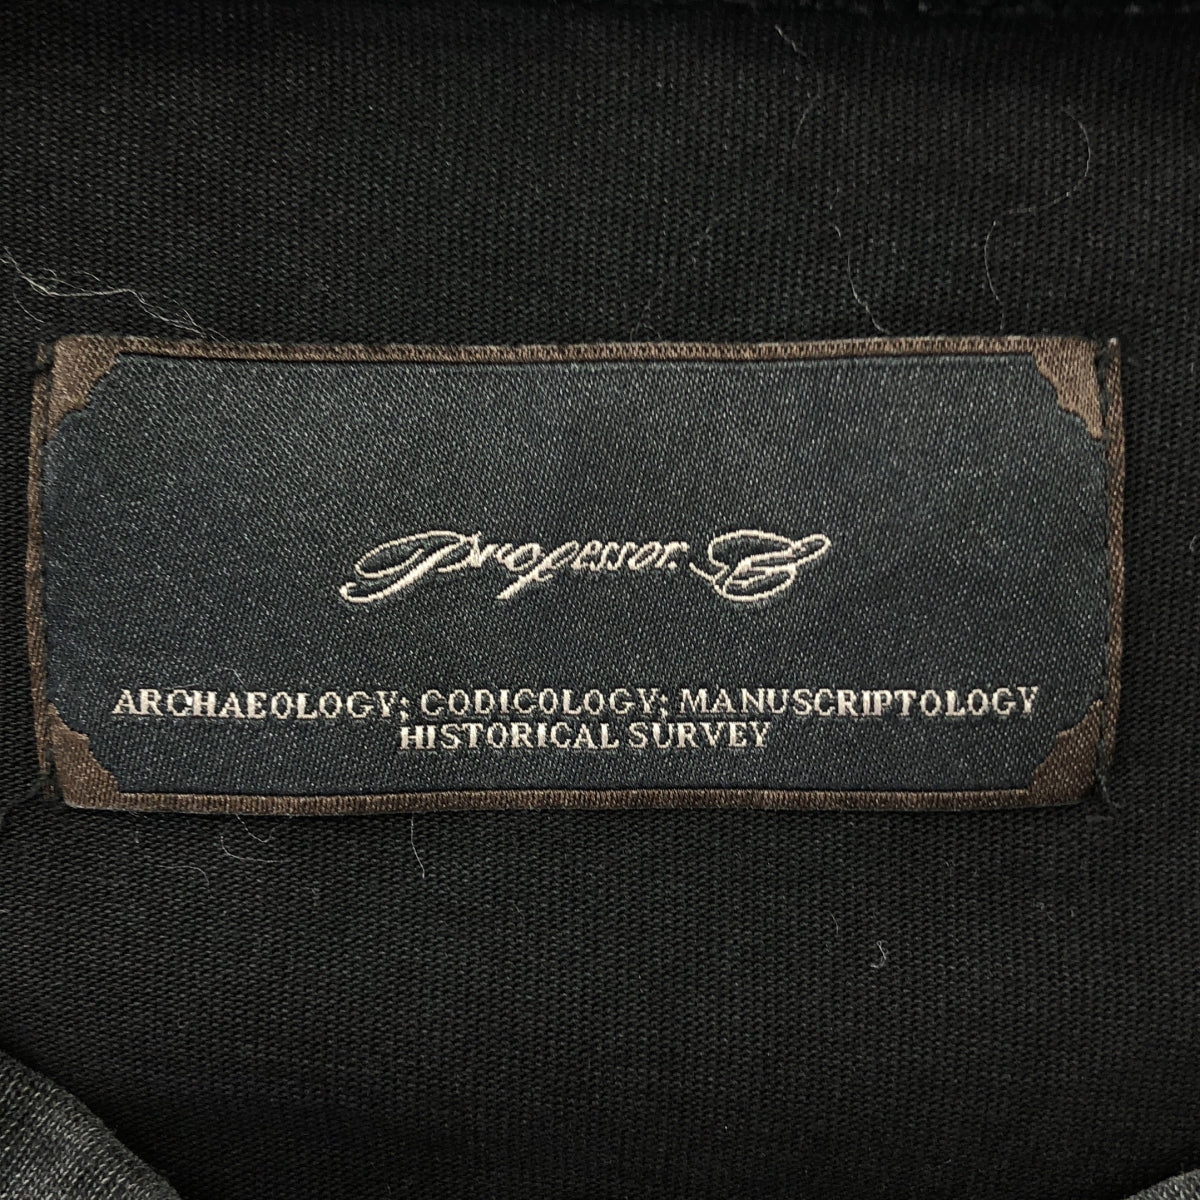 Professor. E
ARCHAEOLOGY; CODICOLOGY; MANUSCRIPTOLOGY
HISTORICAL SURVEY